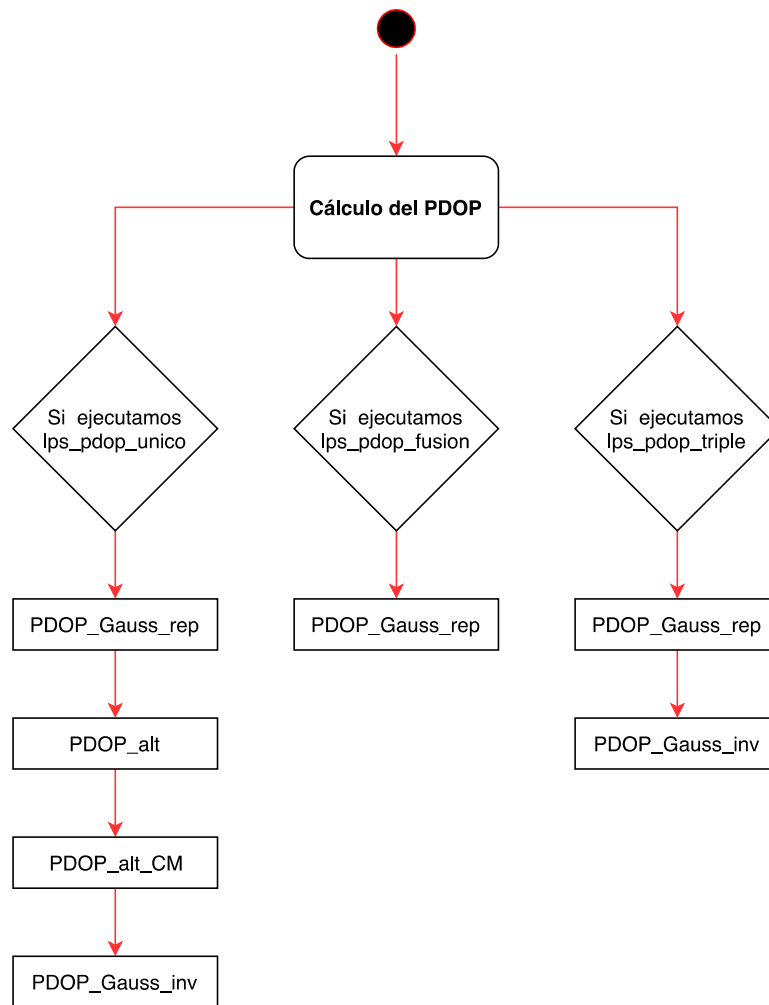 Cálculo del PDOP
Si ejecutamos
lps_pdop_unico
Si ejecutamos
lps_pdop_fusion
Si ejecutamos
lps_pdop_triple
PDOP_Gauss_rep
PDOP_Gauss_rep
PDOP_Gauss_rep
PDOP_alt
PDOP_Gauss_inv
PDOP_alt_CM
PDOP_Gauss_inv